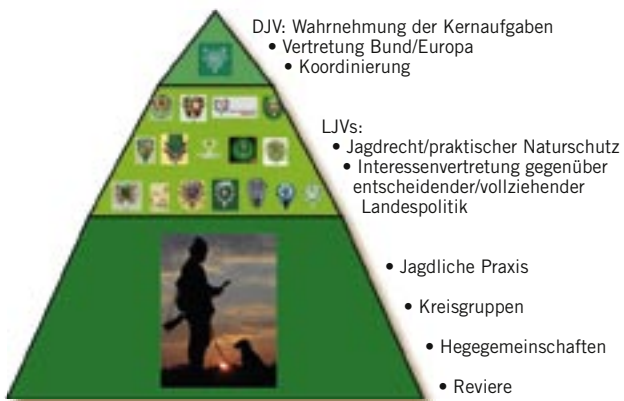 DJV: Wahrnehmung der Kernaufgaben
• Vertretung Bund/Europa
• Koordinierung
LJVs:
• Jagdrecht/praktischer Naturschutz
• Interessenvertretung gegenüber
entscheidender/vollziehender
Landespolitik
• Jagdliche Praxis
• Kreisgruppen
• Hegegemeinschaften
• Reviere